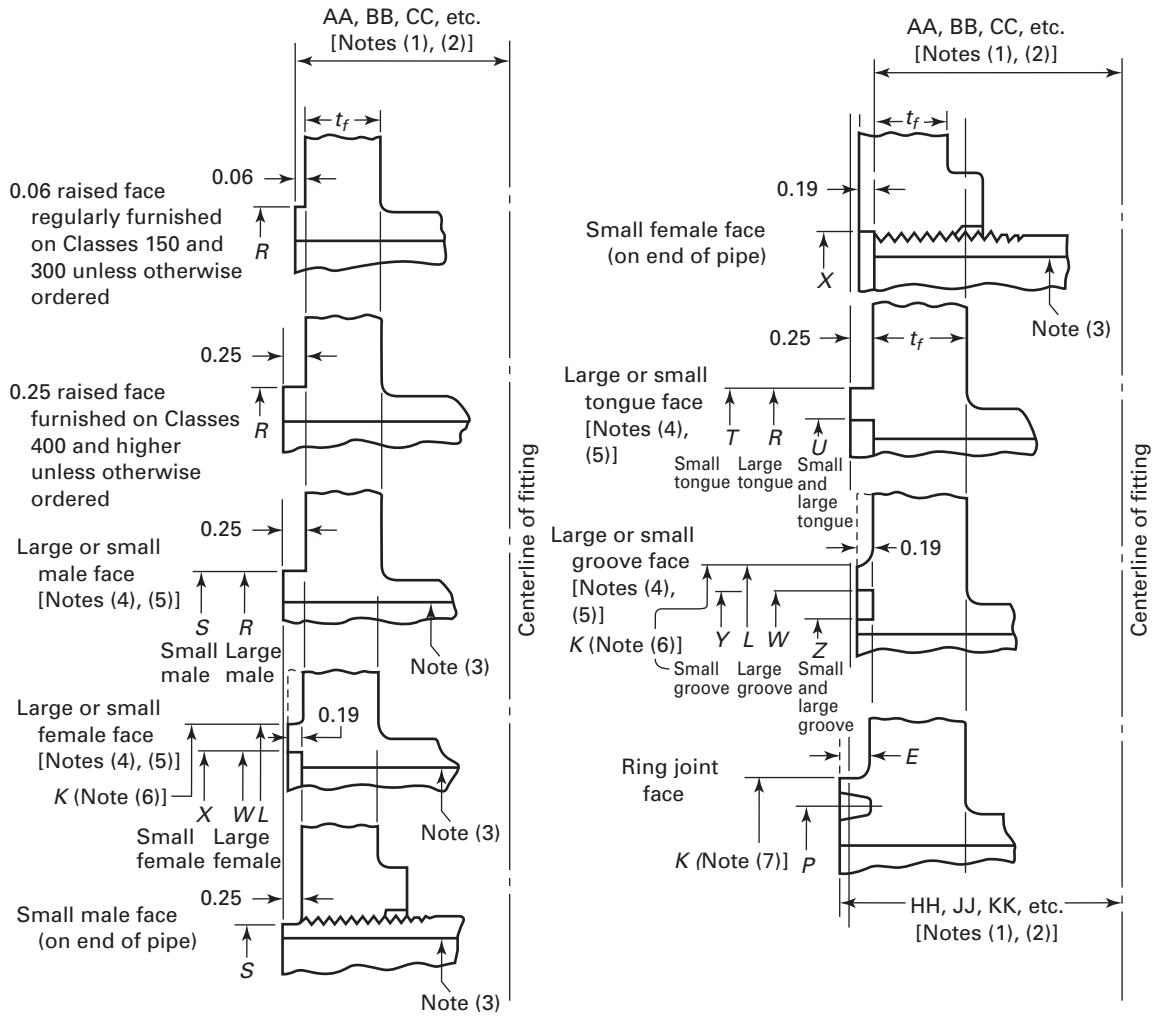 AA, BB, CC, etc.
[Notes (1), (2)]
t_f
0.06
0.06 raised face
regularly furnished
on Classes 150 and
300 unless otherwise
ordered
R
0.25
0.25 raised face
furnished on Classes
400 and higher
unless otherwise
ordered
R
0.25
Large or small
male face
[Notes (4), (5)]
S R
Small Large
male male
Note (3)
Large or small
female face
[Notes (4), (5)]
0.19
K (Note (6)]
X W L
Small Large
female female
Note (3)
0.25
Small male face
(on end of pipe)
S
Note (3)
Centerline of fitting
AA, BB, CC, etc.
[Notes (1), (2)]
t_f
0.19
Small female face
(on end of pipe)
X
Note (3)
0.25
t_f
Large or small
tongue face
[Notes (4),
(5)]
T R U
Small tongue
Large tongue
Small and large tongue
0.19
Large or small
groove face
[Notes (4),
(5)]
K (Note (6)]
Y L W Z
Small groove
Large groove
Small and large groove
Ring joint
face
E
K (Note (7)]
P
HH, JJ, KK, etc.
[Notes (1), (2)]
Centerline of fitting